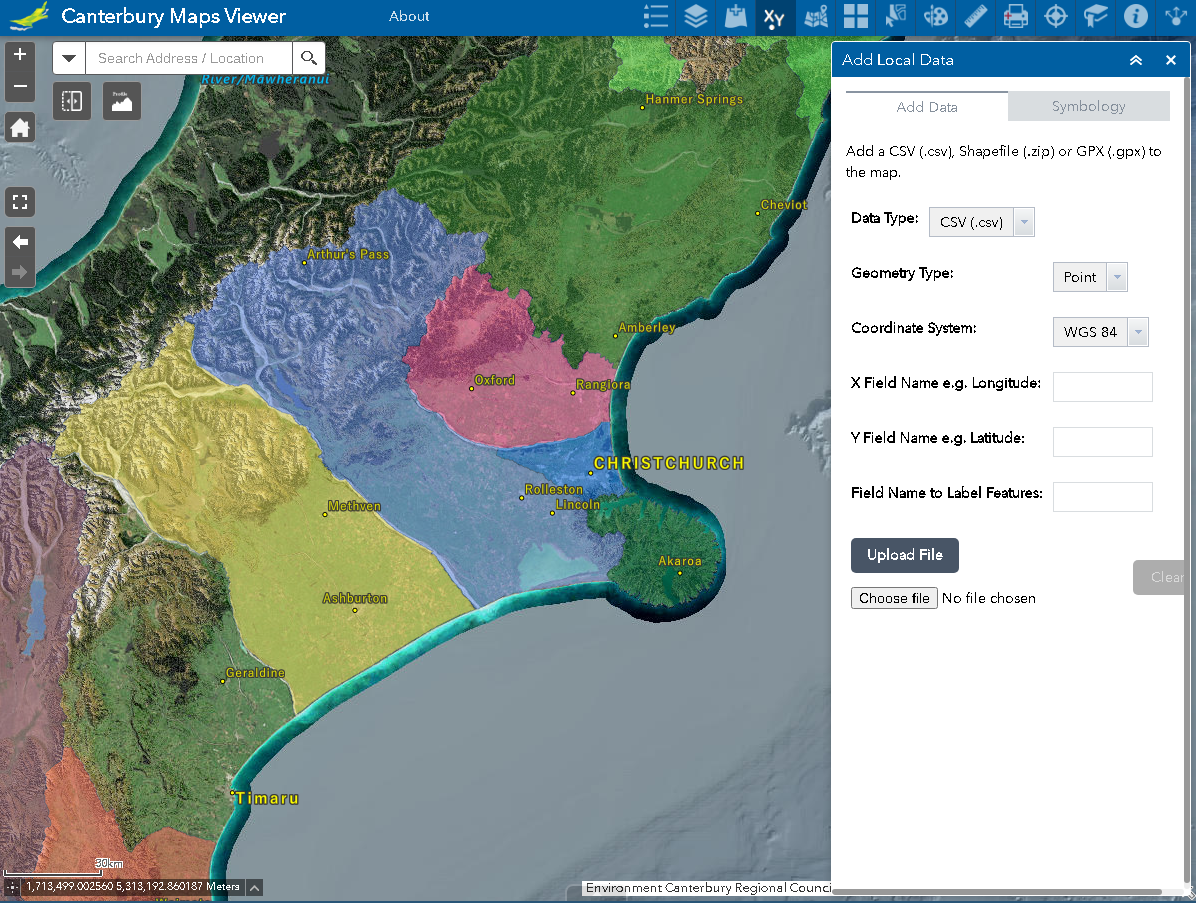 Canterbury Maps Viewer
About
XY
+
Search Address / Location
−
River/Māwheranui
Profile
Hanmer Springs
Cheviot
Arthur's Pass
Amberley
Oxford
Rangiora
CHRISTCHURCH
Rolleston
Lincoln
Methven
Akaroa
Ashburton
Geraldine
Timaru
30km
1,713,499.002560 5,313,192.860187 Meters
Environment Canterbury Regional Counci
Add Local Data
Add Data
Symbology
Add a CSV (.csv), Shapefile (.zip) or GPX (.gpx) to
the map.
Data Type:
CSV (.csv)
Geometry Type:
Point
Coordinate System:
WGS 84
X Field Name e.g. Longitude:
Y Field Name e.g. Latitude:
Field Name to Label Features:
Upload File
Clear
Choose file No file chosen